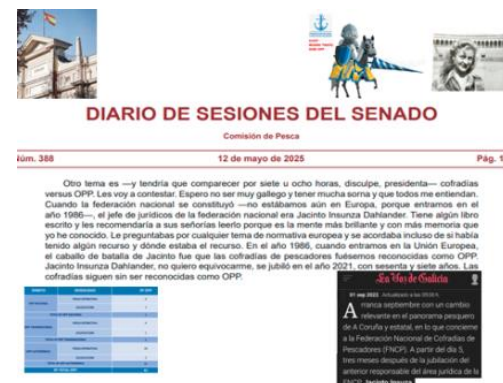 DIARIO DE SESIONES DEL SENADO
Comisión de Pesca
Núm. 388 12 de mayo de 2025 Pág. 1
Otro tema es —y tendría que comparecer por siete u ocho horas, disculpe, presidenta— cofradías
versus OPP. Les voy a contestar. Espero no ser muy gallego y tener mucha sorna y que todos me entiendan.
Cuando la federación nacional se constituyó —no estábamos aún en Europa, porque entramos en el
año 1986—, el jefe de jurídicos de la federación nacional era Jacinto Insunza Dahlander. Tiene algún libro
escrito y les recomendaría a sus señorías leerlo porque es la mente más brillante y con más memoria que
yo he conocido. Le preguntabas por cualquier tema de normativa europea y se acordaba incluso de si había
tenido algún recurso y dónde estaba el recurso. En el año 1986, cuando entramos en la Unión Europea,
el caballo de batalla de Jacinto fue que las cofradías de pescadores fuésemos reconocidas como OPP.
Jacinto Insunza Dahlander, no quiero equivocarme, se jubiló en el año 2021, con sesenta y siete años. Las
cofradías siguen sin ser reconocidas como OPP.
La Voz de Galicia
01 sep 2022. Actualizado a las 05:00 h.
Arranca septiembre con un cambio
relevante en el panorama pesquero
de A Coruña y estatal, en lo que concierne
a la Federación Nacional de Cofradías de
Pescadores (FNCP). A partir del día 5,
tres meses después de la jubilación del
anterior responsable del área jurídica de la
FNCP, Jacinto Insunza